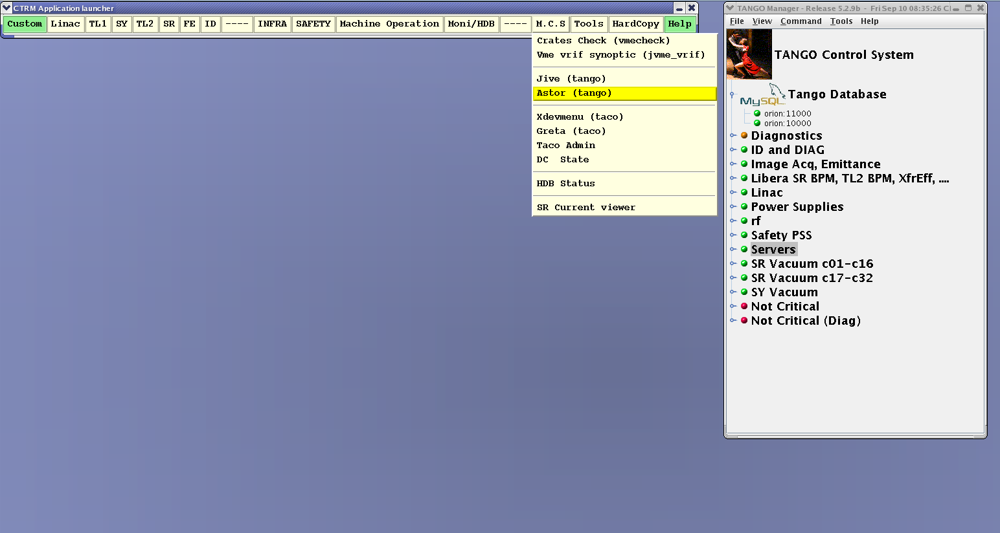 CTRM Application launcher
Custom Linac TL1 SY TL2 SR FE ID ---- INFRA SAFETY Machine Operation Moni/HDB ---- M.C.S Tools HardCopy Help
Crates Check (vmecheck)
Vme vrif synoptic (jvme_vrif)
Jive (tango)
Astor (tango)
Xdevmenu (taco)
Greta (taco)
Taco Admin
DC State
HDB Status
SR Current viewer
TANGO Manager - Release 5.2.9b - Fri Sep 10 08:35:26 C
File View Command Tools Help
TANGO Control System
MySQL Tango Database
orion:11000
orion:10000
Diagnostics
ID and DIAG
Image Acq, Emittance
Libera SR BPM, TL2 BPM, XfrEff, ....
Linac
Power Supplies
rf
Safety PSS
Servers
SR Vacuum c01-c16
SR Vacuum c17-c32
SY Vacuum
Not Critical
Not Critical (Diag)